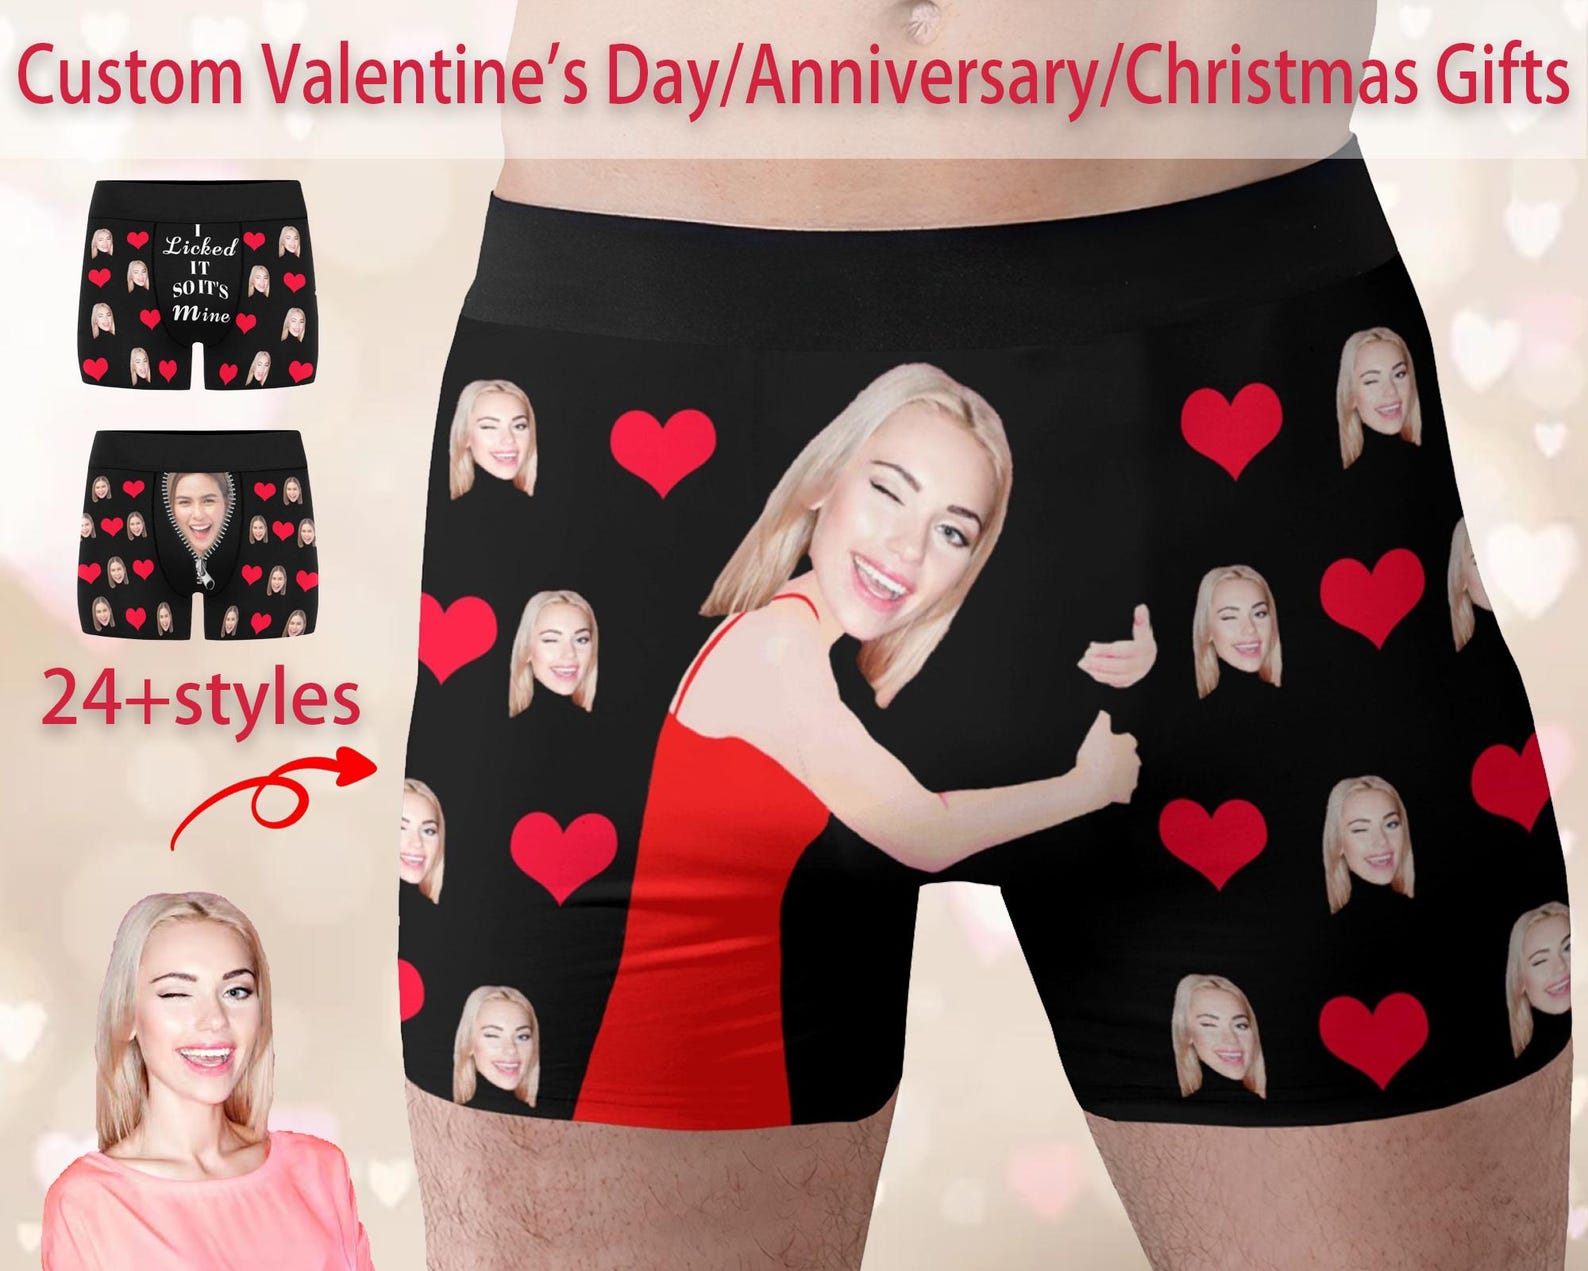 Custom Valentine’s Day/Anniversary/Christmas Gifts
I
Licked
IT
SO IT'S
Mine
24+styles